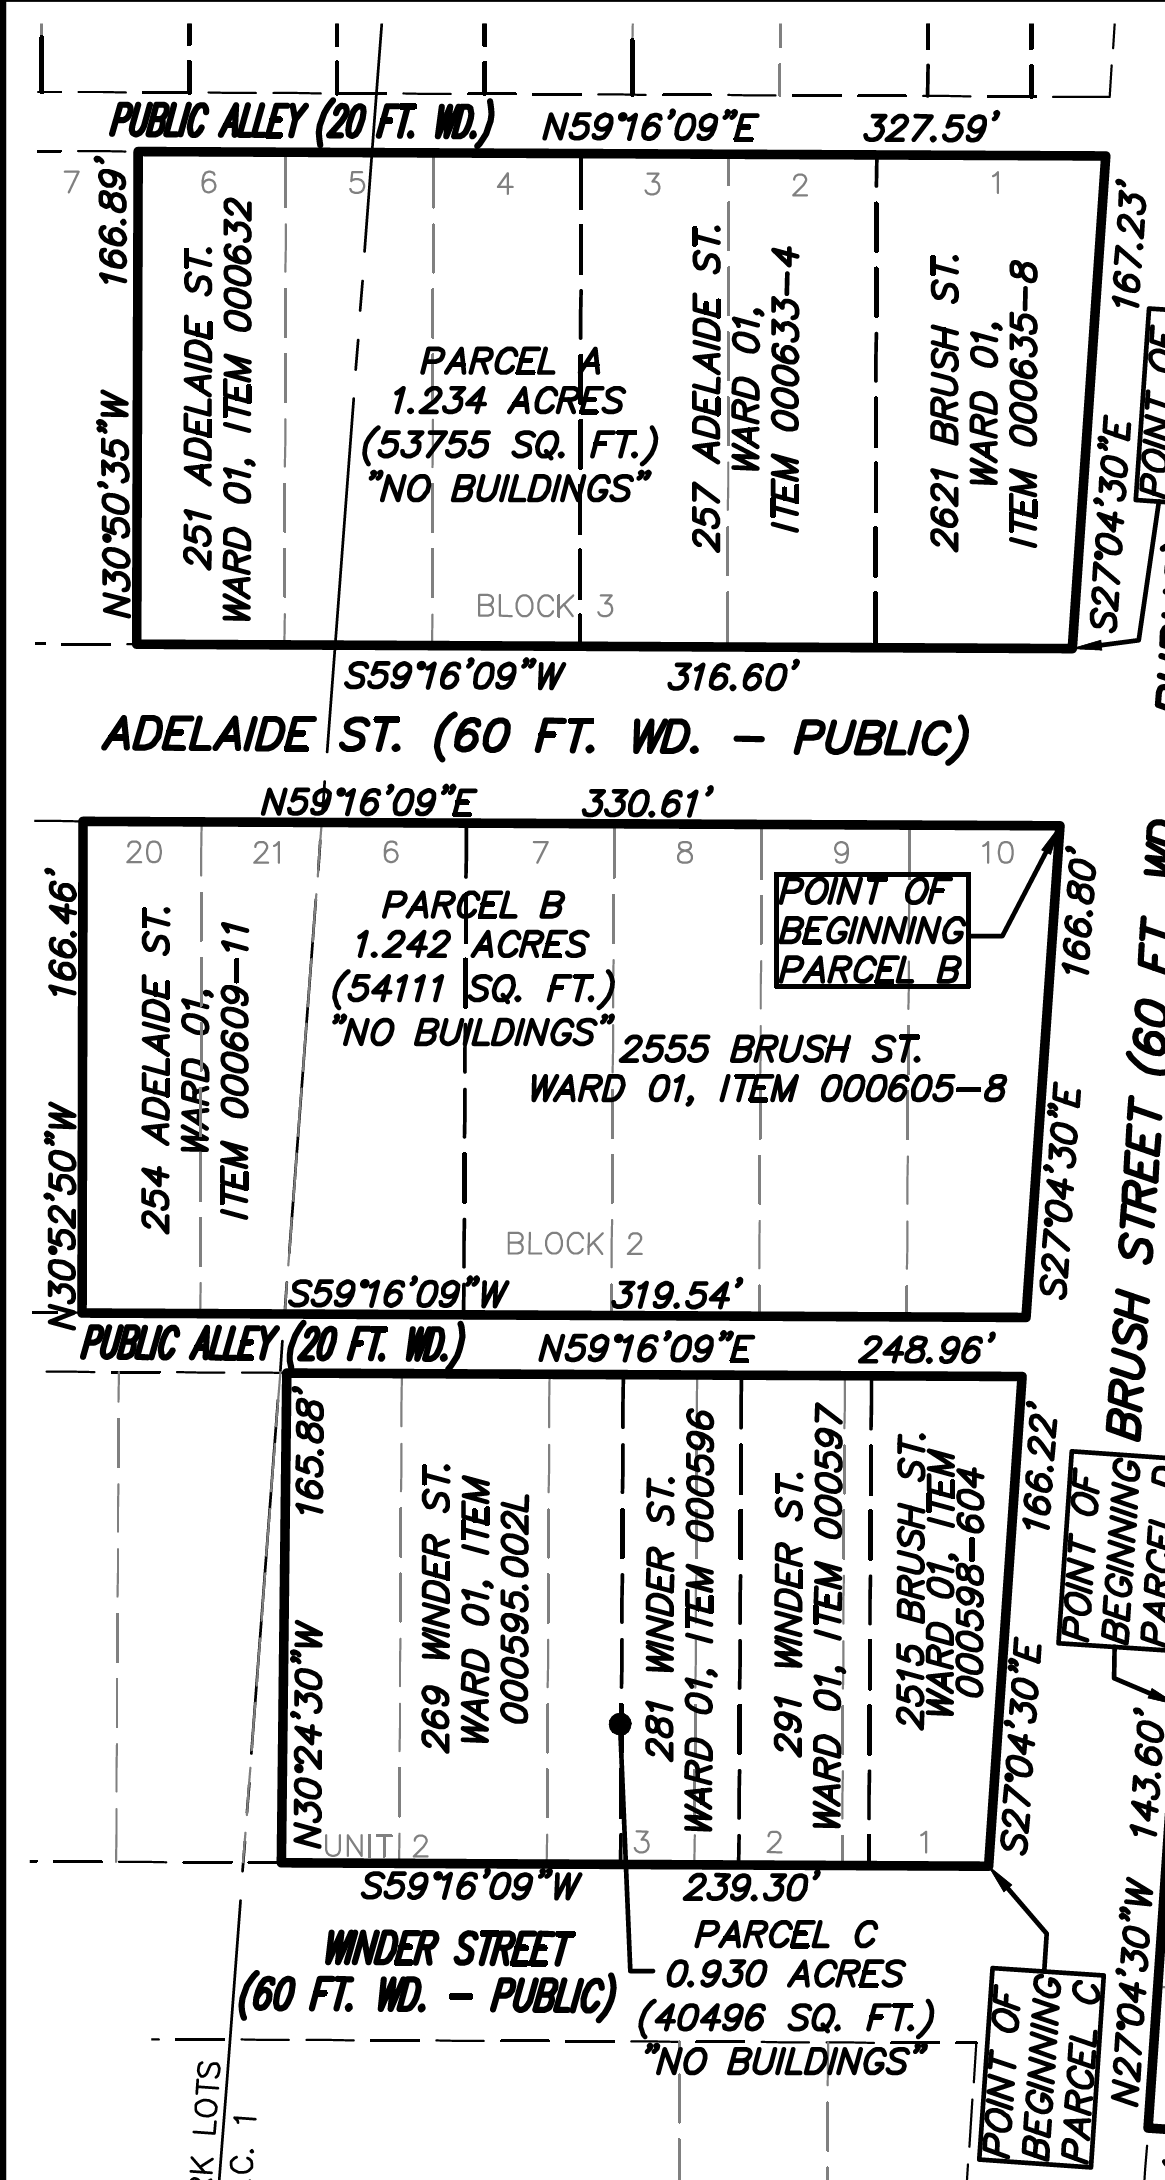 PUBLIC ALLEY (20 FT. WD.) N59°16'09"E 327.59'
7 6 5 4 3 2 1
166.89'
N30°50'35"W
251 ADELAIDE ST.
WARD 01, ITEM 000632
PARCEL A
1.234 ACRES
(53755 SQ. FT.)
"NO BUILDINGS"
257 ADELAIDE ST.
WARD 01,
ITEM 000633-4
2621 BRUSH ST.
WARD 01,
ITEM 000635-8
167.23'
S27°04'30"E
POINT OF
BLOCK 3
S59°16'09"W 316.60'
ADELAIDE ST. (60 FT. WD. - PUBLIC)
N59°16'09"E 330.61'
20 21 6 7 8 9 10
166.46'
N30°52'50"W
254 ADELAIDE ST.
WARD 01,
ITEM 000609-11
PARCEL B
1.242 ACRES
(54111 SQ. FT.)
"NO BUILDINGS"
POINT OF
BEGINNING
PARCEL B
2555 BRUSH ST.
WARD 01, ITEM 000605-8
166.80'
S27°04'30"E
BRUSH STREET (60 FT. WD.
BLOCK 2
S59°16'09"W 319.54'
PUBLIC ALLEY (20 FT. WD.) N59°16'09"E 248.96'
165.88'
N30°24'30"W
269 WINDER ST.
WARD 01, ITEM
000595.002L
281 WINDER ST.
WARD 01, ITEM 000596
291 WINDER ST.
WARD 01, ITEM 000597
2515 BRUSH ST.
WARD 01, ITEM
000598-604
166.22'
S27°04'30"E
POINT OF
BEGINNING
PARCEL D
N27°04'30"W 143.60'
UNIT 2 3 2 1
S59°16'09"W 239.30'
WINDER STREET
(60 FT. WD. - PUBLIC)
PARCEL C
0.930 ACRES
(40496 SQ. FT.)
"NO BUILDINGS"
POINT OF
BEGINNING
PARCEL C
LOTS
C. 1